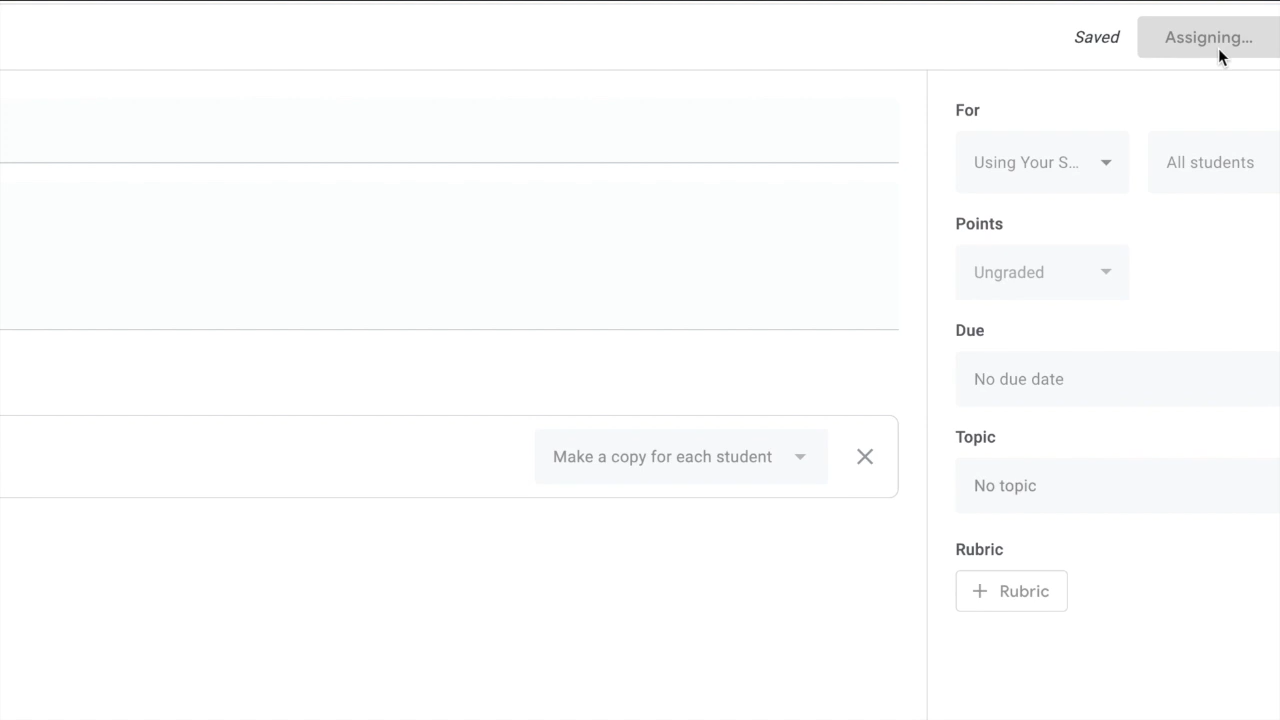 Saved
Assigning...
For
Using Your S...
All students
Points
Ungraded
Due
No due date
Make a copy for each student
Topic
No topic
Rubric
+ Rubric